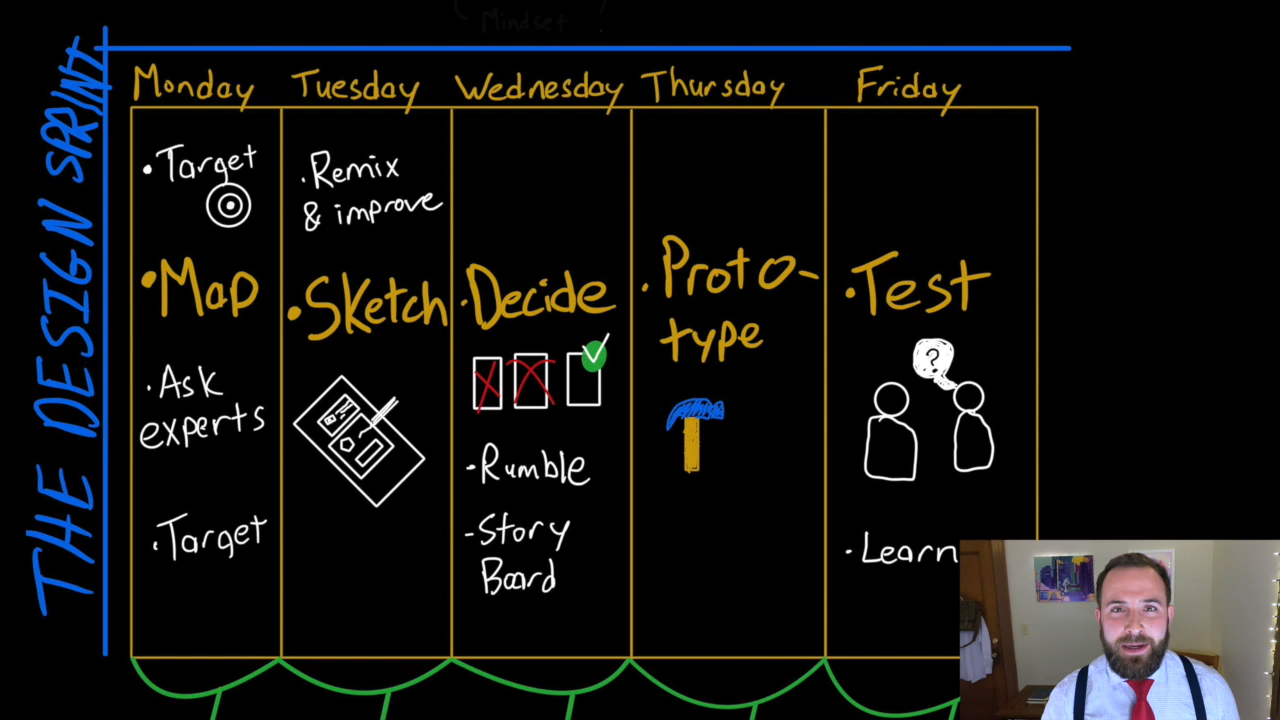 Mindset ?
THE DESIGN SPRINT
Monday Tuesday Wednesday Thursday Friday
• Target
• Map
• Ask
experts
• Target
• Remix
& improve
• Sketch
• Decide
• Rumble
- Story
Board
• Proto-
type
• Test
?
• Learn